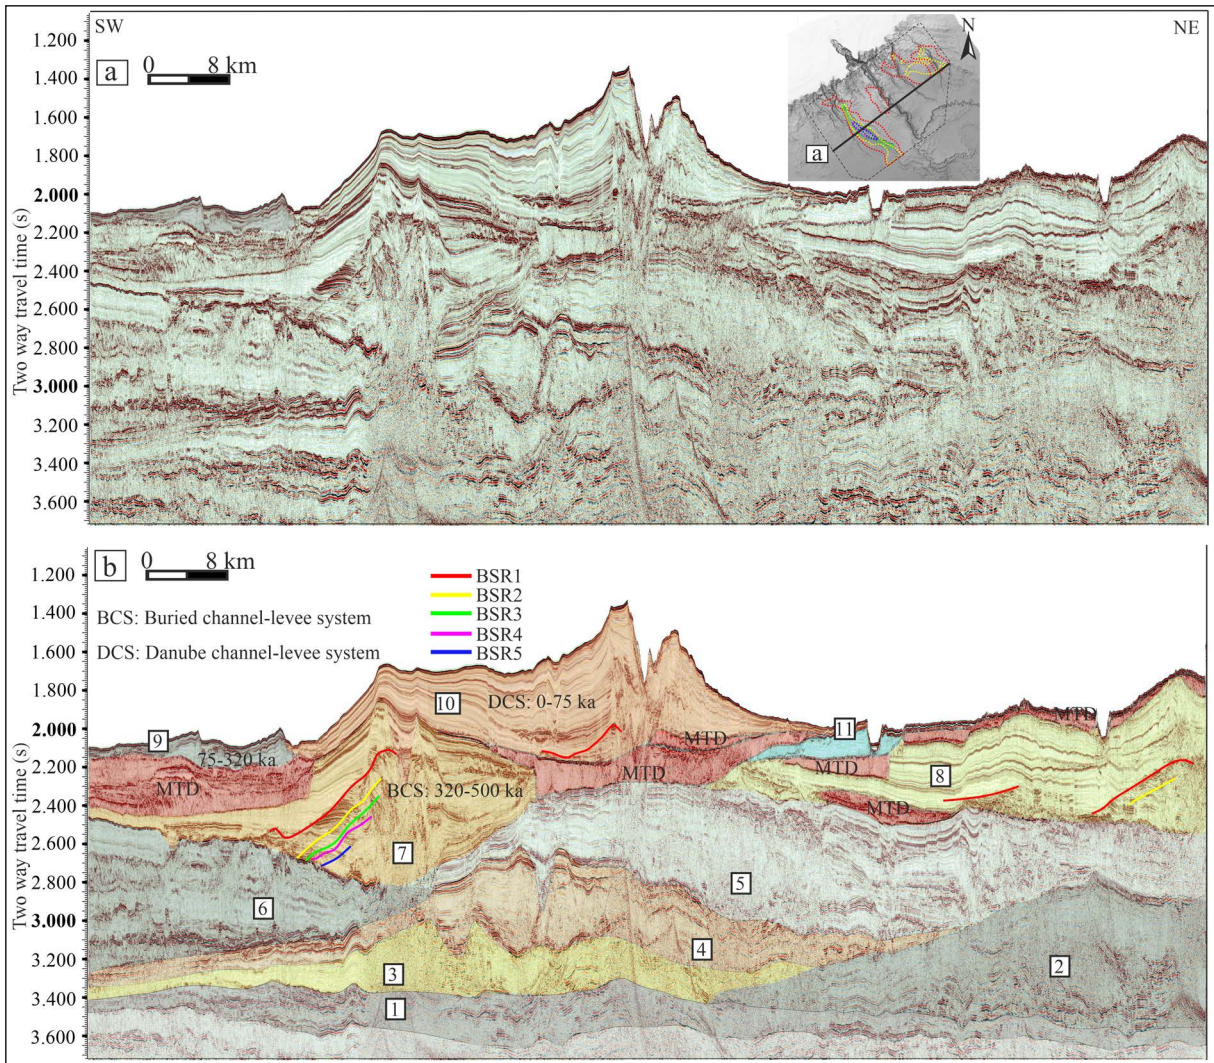 SW
NE
N
a
0 8 km
a
1.200
1.400
1.600
1.800
2.000
2.200
2.400
2.600
2.800
3.000
3.200
3.400
3.600
Two way travel time (s)
b
0 8 km
BCS: Buried channel-levee system
DCS: Danube channel-levee system
BSR1
BSR2
BSR3
BSR4
BSR5
1.200
1.400
1.600
1.800
2.000
2.200
2.400
2.600
2.800
3.000
3.200
3.400
3.600
Two way travel time (s)
10
DCS: 0-75 ka
9
75-320 ka
MTD
BCS: 320-500 ka
7
MTD
MTD
11
MTD
MTD
MTD
8
6
5
4
3
2
1